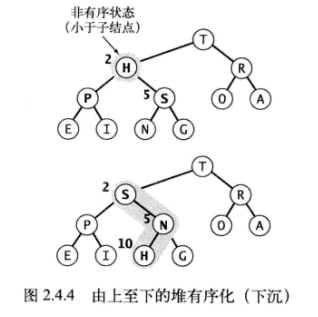 非有序状态
(小于子结点)
T
2 H R
P 5 S O A
E I N G
T
2 S R
P 5 N O A
E I 10 H G
图 2.4.4 由上至下的堆有序化（下沉）